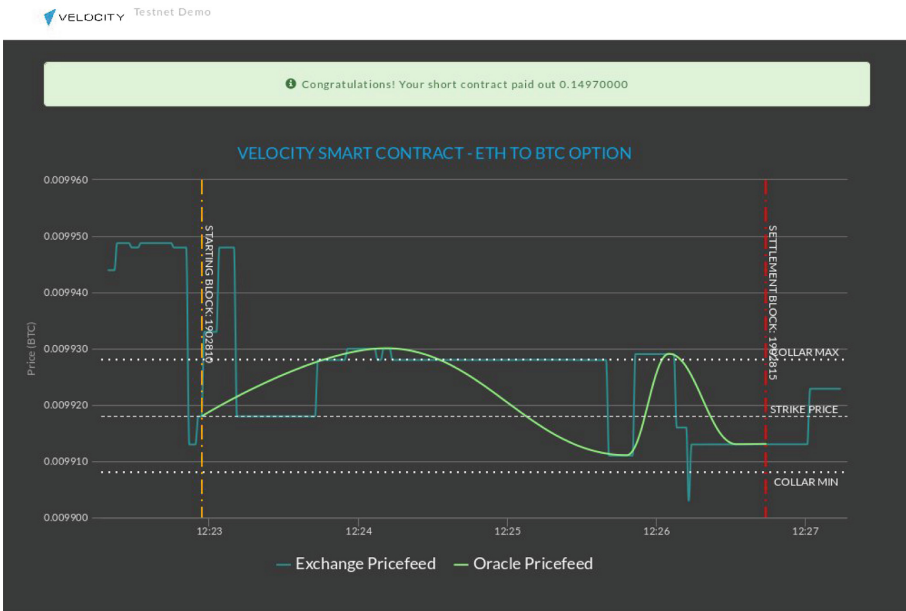 VELOCITY Testnet Demo
Congratulations! Your short contract paid out 0.14970000
VELOCITY SMART CONTRACT - ETH TO BTC OPTION
Price (BTC)
0.009960
0.009950
0.009940
0.009930
0.009920
0.009910
0.009900
STARTING BLOCK: 1902815
SETTLEMENT BLOCK: 1902815
COLLAR MAX
STRIKE PRICE
COLLAR MIN
12:23
12:24
12:25
12:26
12:27
Exchange Pricefeed
Oracle Pricefeed